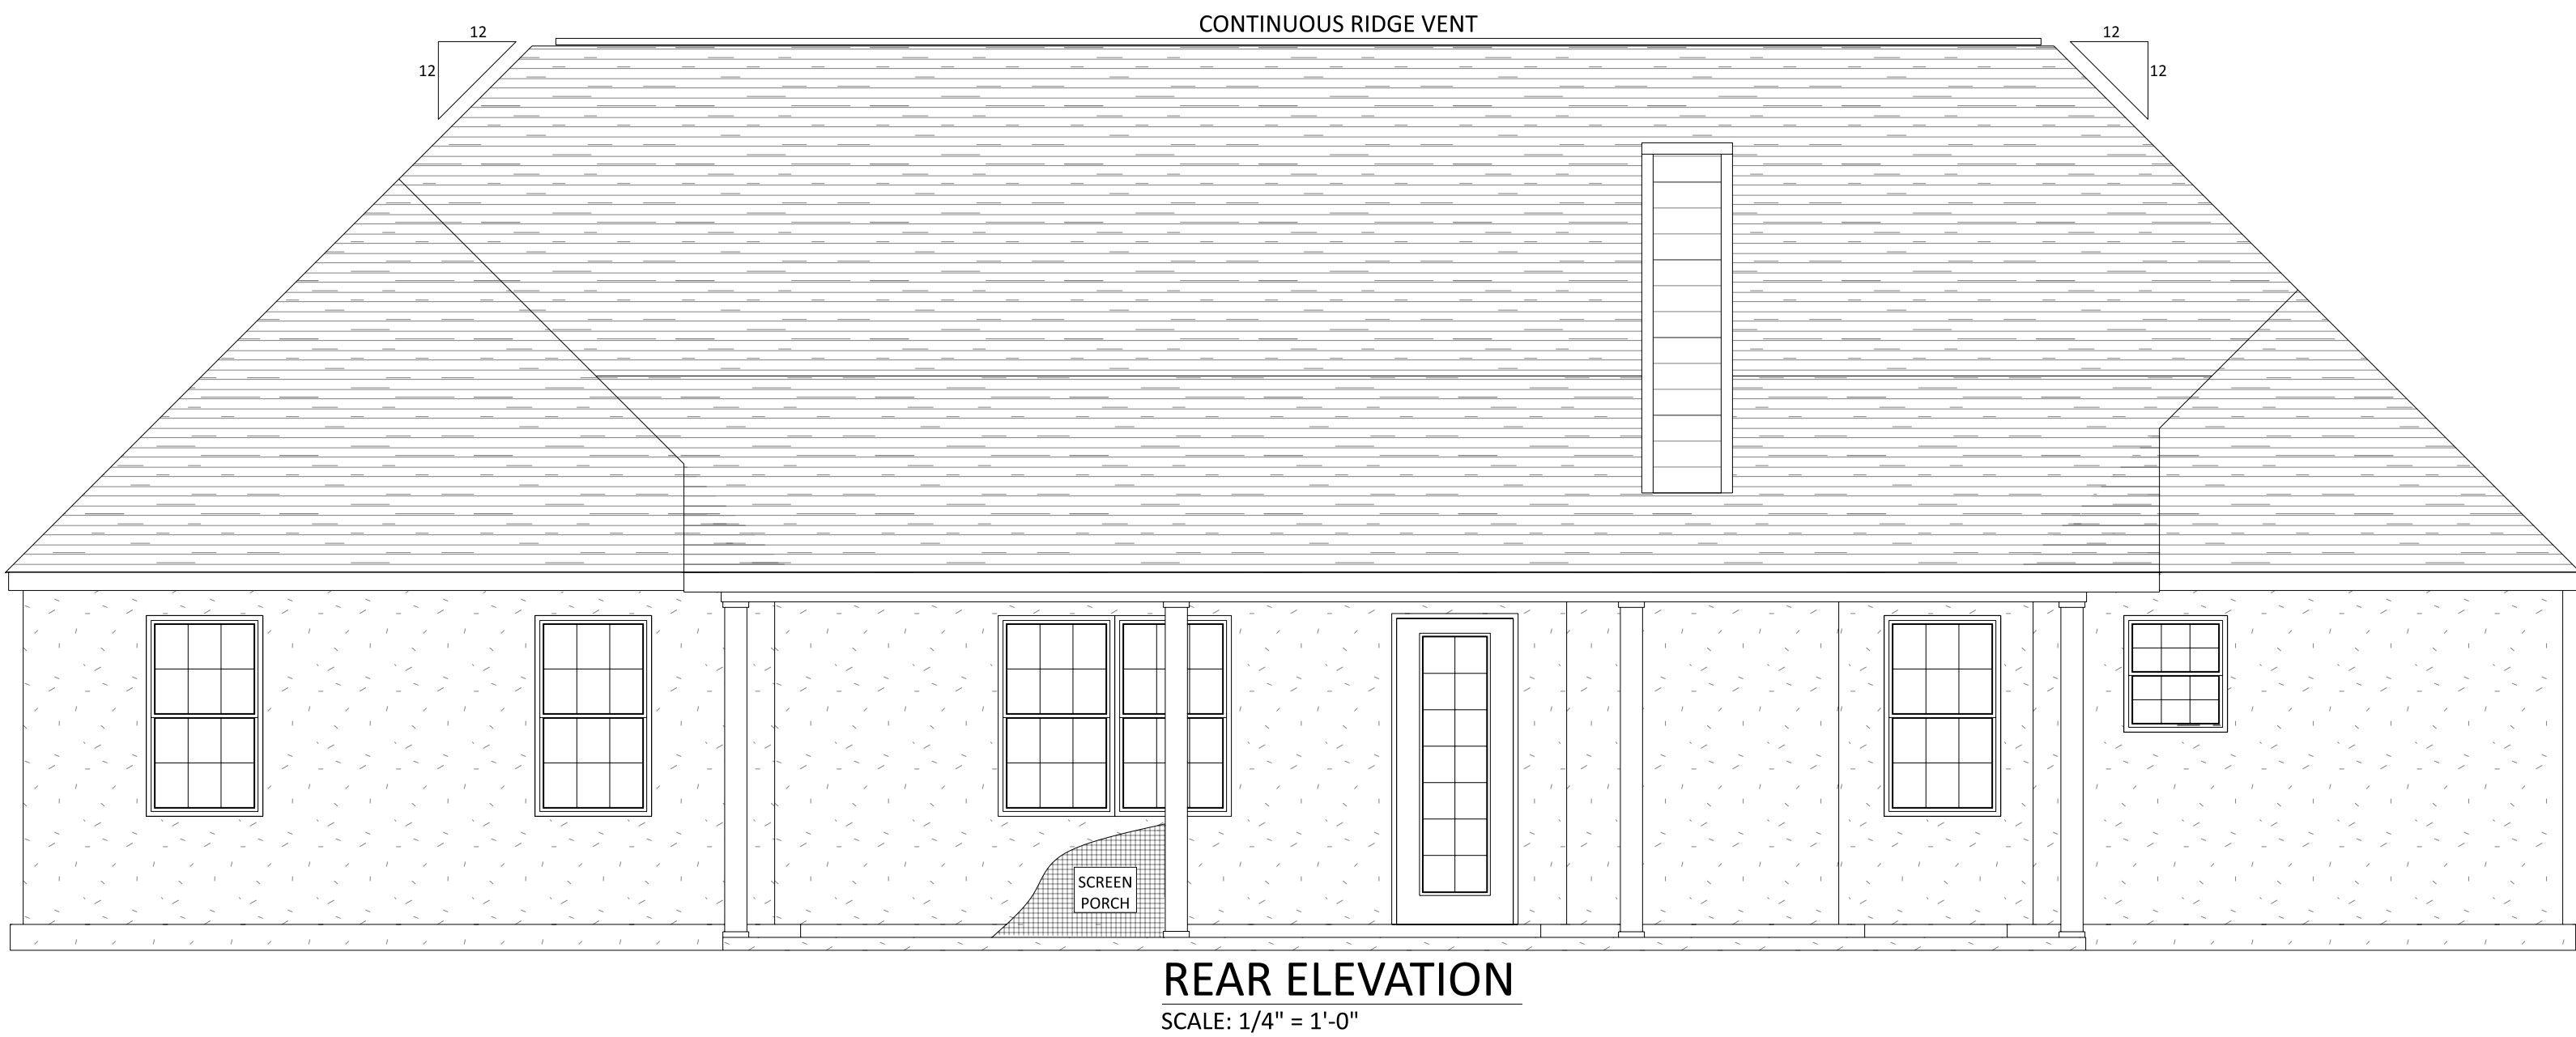 CONTINUOUS RIDGE VENT
12
12
12
12
SCREEN
PORCH
REAR ELEVATION
SCALE: 1/4" = 1'-0"